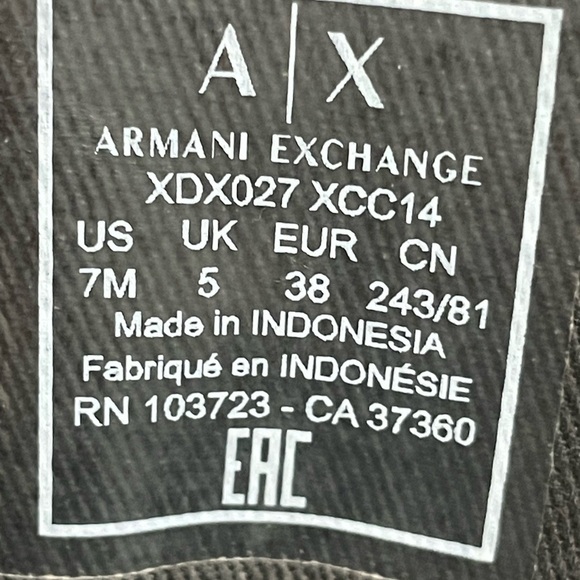 A|X
ARMANI EXCHANGE
XDX027 XCC14
US UK EUR CN
7M 5 38 243/81
Made in INDONESIA
Fabriqué en INDONÉSIE
RN 103723 - CA 37360
EAC